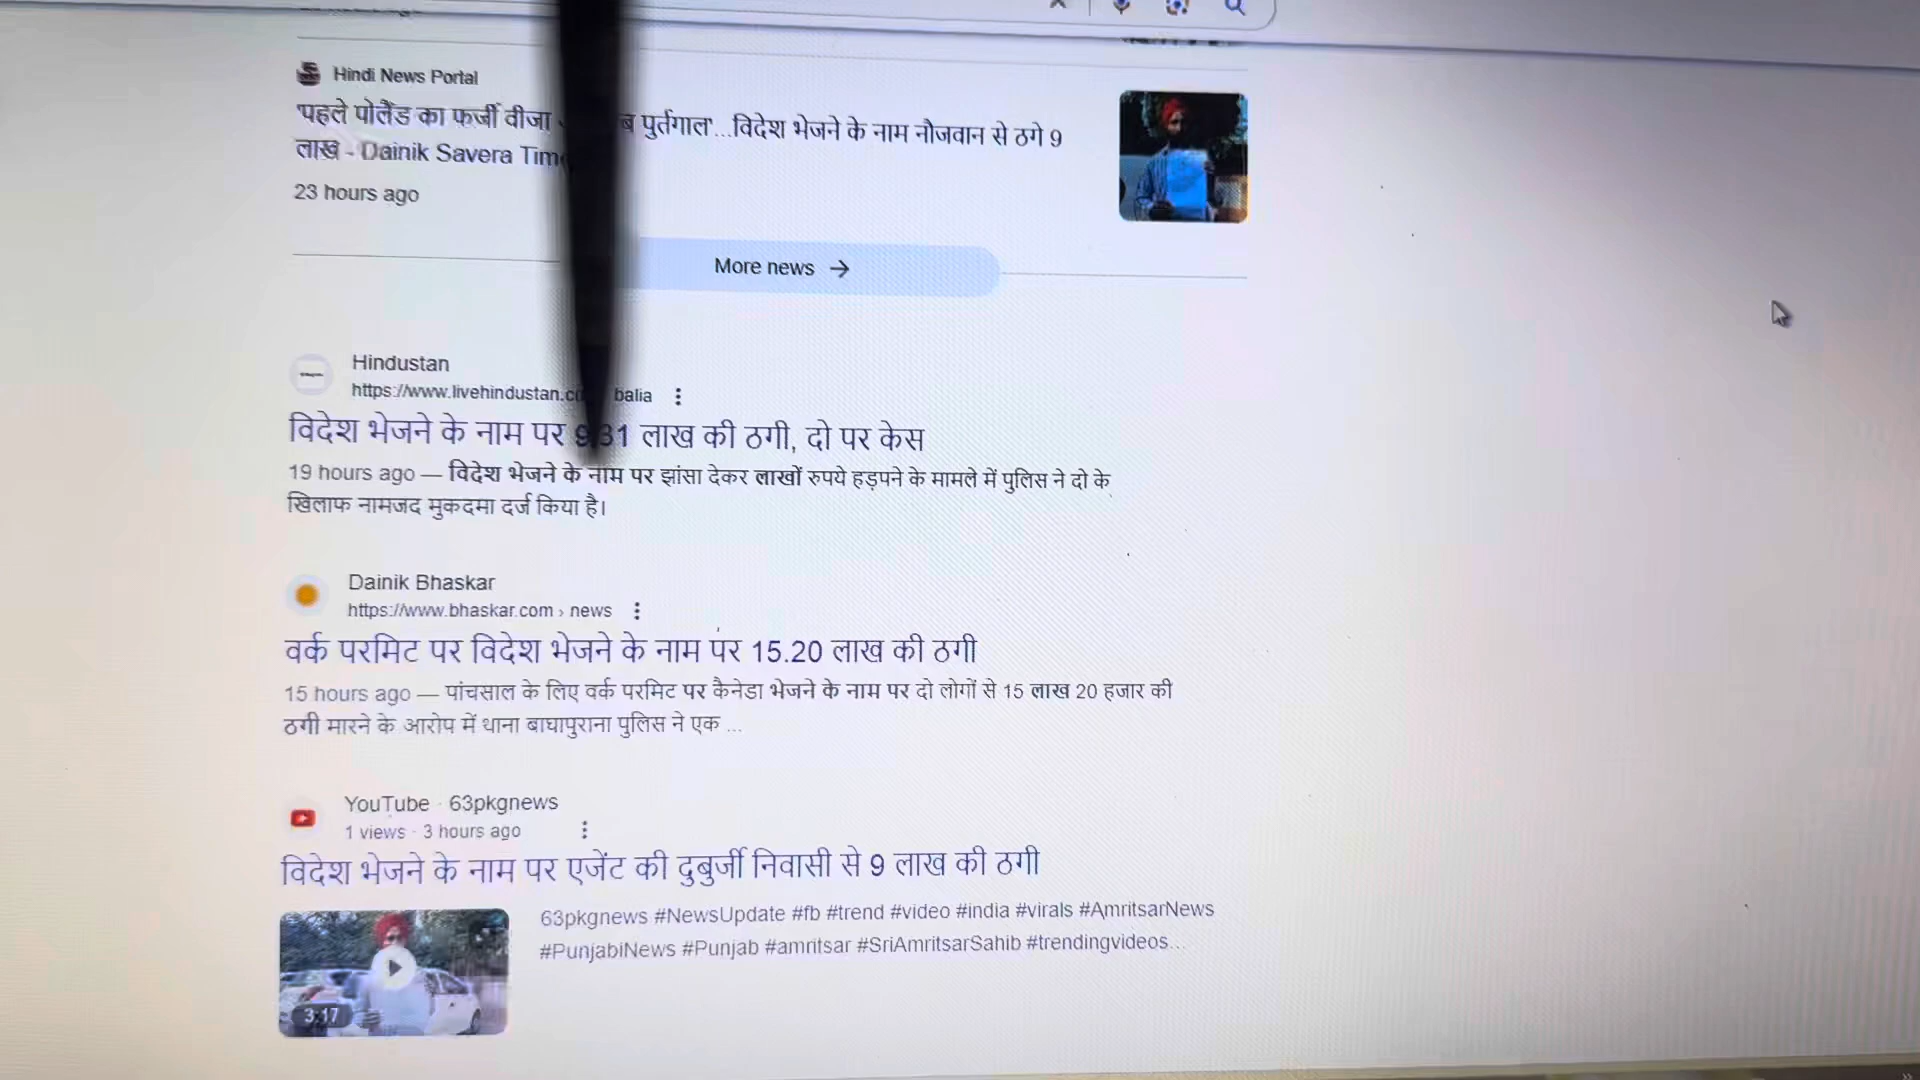 Hindi News Portal
'पहले पोलैंड का फर्जी वीजा ब पुर्तगाल'...विदेश भेजने के नाम नौजवान से ठगे 9
लाख - Dainik Savera Tim
23 hours ago
More news →
Hindustan
https://www.livehindustan.c balia
विदेश भेजने के नाम पर 9.31 लाख की ठगी, दो पर केस
19 hours ago — विदेश भेजने के नाम पर झांसा देकर लाखों रुपये हड़पने के मामले में पुलिस ने दो के
खिलाफ नामजद मुकदमा दर्ज किया है।
Dainik Bhaskar
https://www.bhaskar.com › news
वर्क परमिट पर विदेश भेजने के नाम पर 15.20 लाख की ठगी
15 hours ago — पांचसाल के लिए वर्क परमिट पर कैनेडा भेजने के नाम पर दो लोगों से 15 लाख 20 हजार की
ठगी मारने के आरोप में थाना बाघापुराना पुलिस ने एक ...
YouTube · 63pkgnews
1 views · 3 hours ago
विदेश भेजने के नाम पर एजेंट की दुबुर्जी निवासी से 9 लाख की ठगी
63pkgnews #NewsUpdate #fb #trend #video #india #virals #AmritsarNews
#PunjabiNews #Punjab #amritsar #SriAmritsarSahib #trendingvideos...
3:17